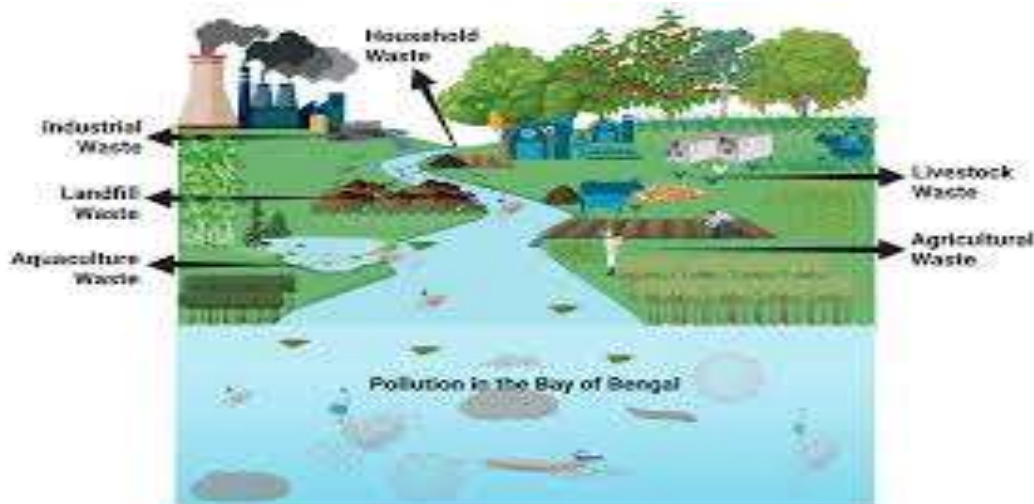 Household
Waste
Industrial
Waste
Landfill
Waste
Livestock
Waste
Aquaculture
Waste
Agricultural
Waste
Pollution in the Bay of Bengal